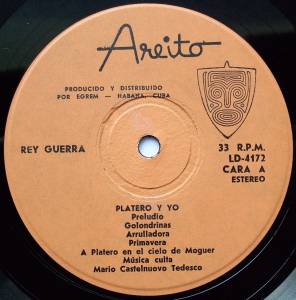 Areito
PRODUCIDO Y DISTRIBUIDO
POR EGREM — HABANA, CUBA
REY GUERRA
33 R.P.M.
LD-4172
CARA A
ESTEREO
PLATERO Y YO
Preludio
Golondrinas
Arrulladora
Primavera
A Platero en el cielo de Moguer
Música culta
Mario Castelnuovo Tedesco